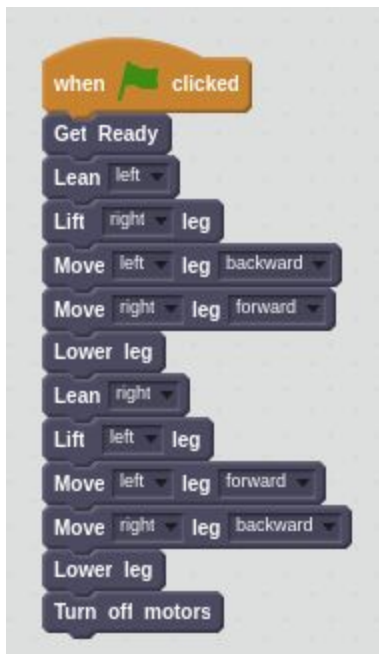 when clicked
Get Ready
Lean left
Lift right leg
Move left leg backward
Move right leg forward
Lower leg
Lean right
Lift left leg
Move left leg forward
Move right leg backward
Lower leg
Turn off motors